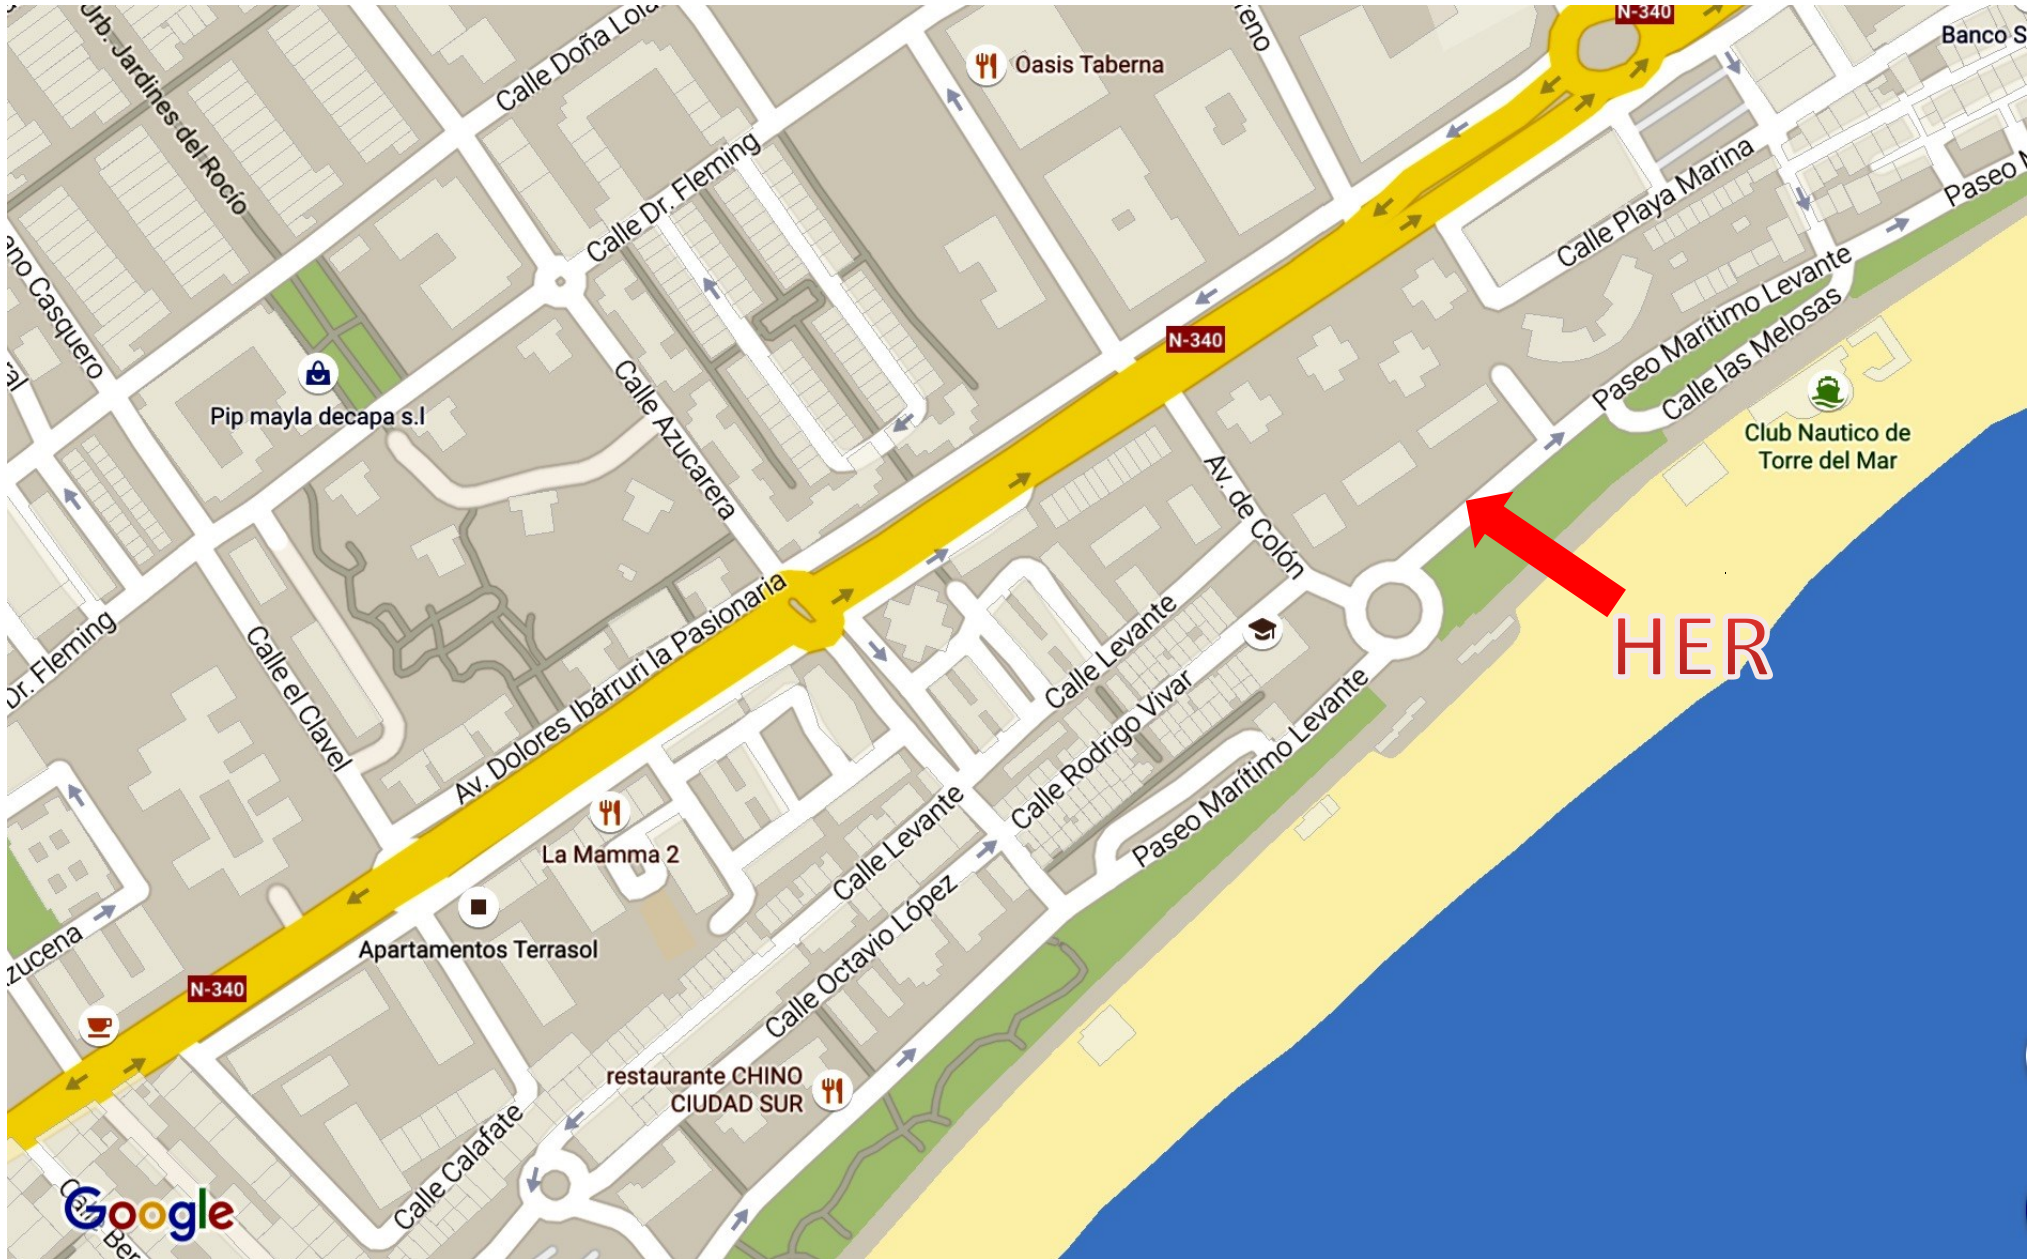 N-340
Banco S
Urb. Jardines del Rocío
Calle Doña Lola
Oasis Taberna
Calle Dr. Fleming
Calle Playa Marina
Paseo M
Casquero
Paseo Marítimo Levante
Calle las Melosas
N-340
Pip mayla decapa s.l
Calle Azucarera
Club Nautico de
Torre del Mar
Av. de Colón
HER
Dr. Fleming
Calle el Clavel
Av. Dolores Ibárruri la Pasionaria
Calle Levante
Calle Rodrigo Vivar
Paseo Marítimo Levante
La Mamma 2
Calle Levante
Calle Octavio López
Apartamentos Terrasol
zucena
N-340
restaurante CHINO
CIUDAD SUR
Calle Calafate
Google